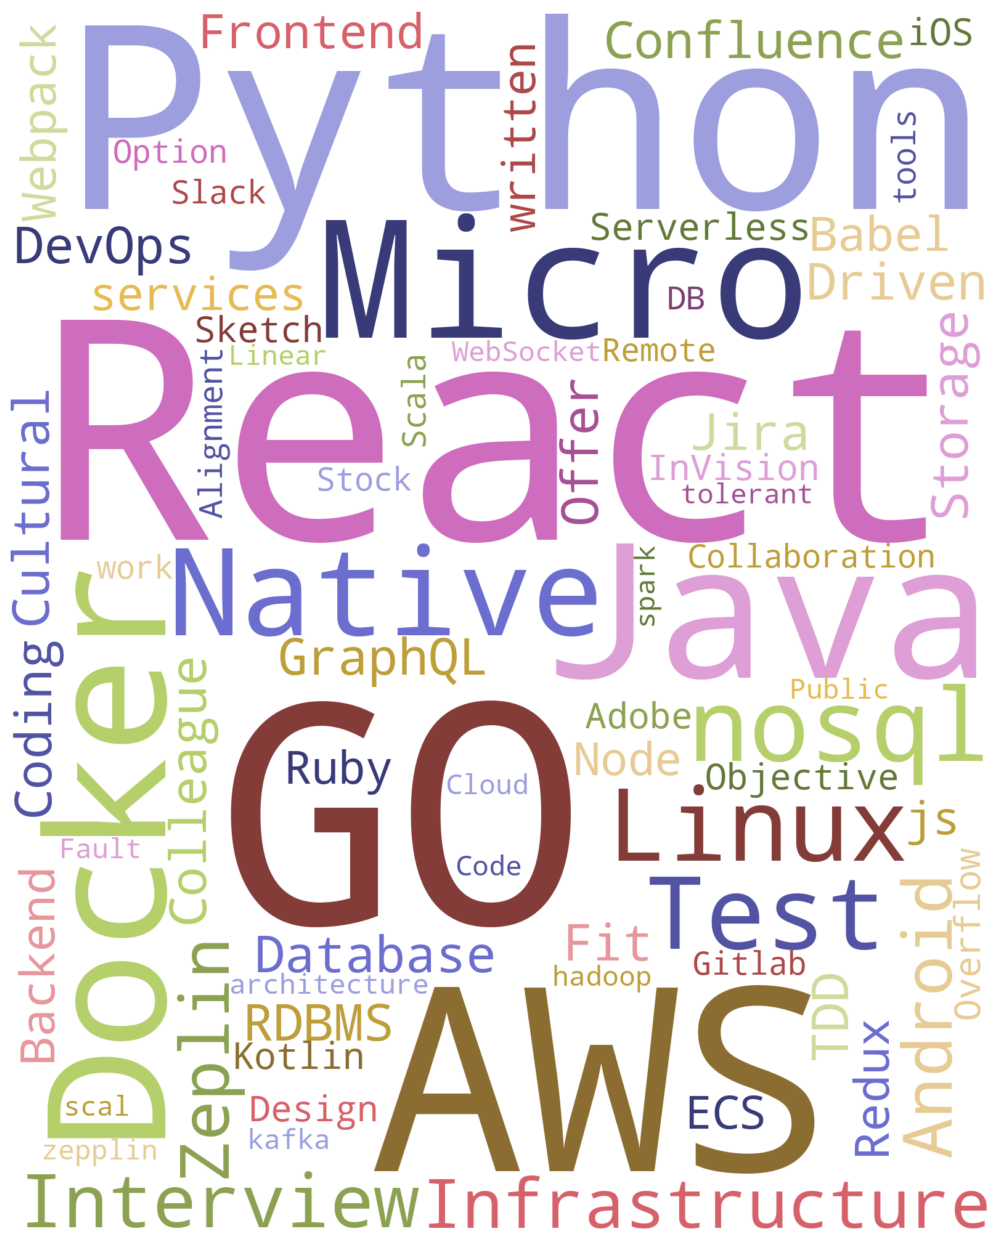 Python
Frontend
Confluence
iOS
Webpack
Option
Slack
written
tools
DevOps
Micro
Serverless
Babel
services
DB
Driven
Sketch
Linear
WebSocket
Remote
React
Alignment
Scala
Offer
Storage
Cultural
Stock
Jira
InVision
tolerant
work
Native
spark
Collaboration
Java
Docker
Coding
Colleague
GraphQL
Public
GO
Adobe
nosql
Ruby
Cloud
Node
Objective
Code
Linux
js
Fault
Backend
Test
Android
Overflow
Zeplin
Database
Fit
Gitlab
architecture
hadoop
AWS
TDD
RDBMS
Kotlin
Redux
scal
Design
ECS
zepplin
kafka
Interview
Infrastructure